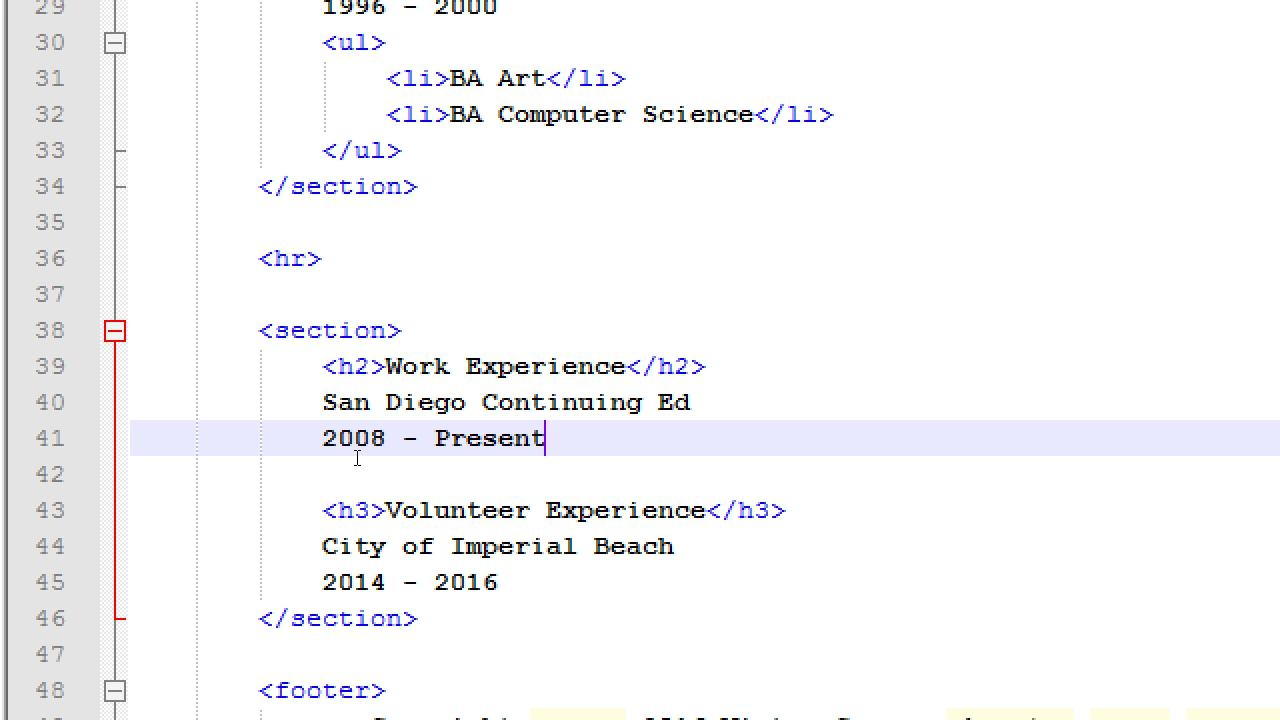 29 1996 - 2000
30 <ul>
31 <li>BA Art</li>
32 <li>BA Computer Science</li>
33 </ul>
34 </section>
35
36 <hr>
37
38 <section>
39 <h2>Work Experience</h2>
40 San Diego Continuing Ed
41 2008 - Present
42
43 <h3>Volunteer Experience</h3>
44 City of Imperial Beach
45 2014 - 2016
46 </section>
47
48 <footer>